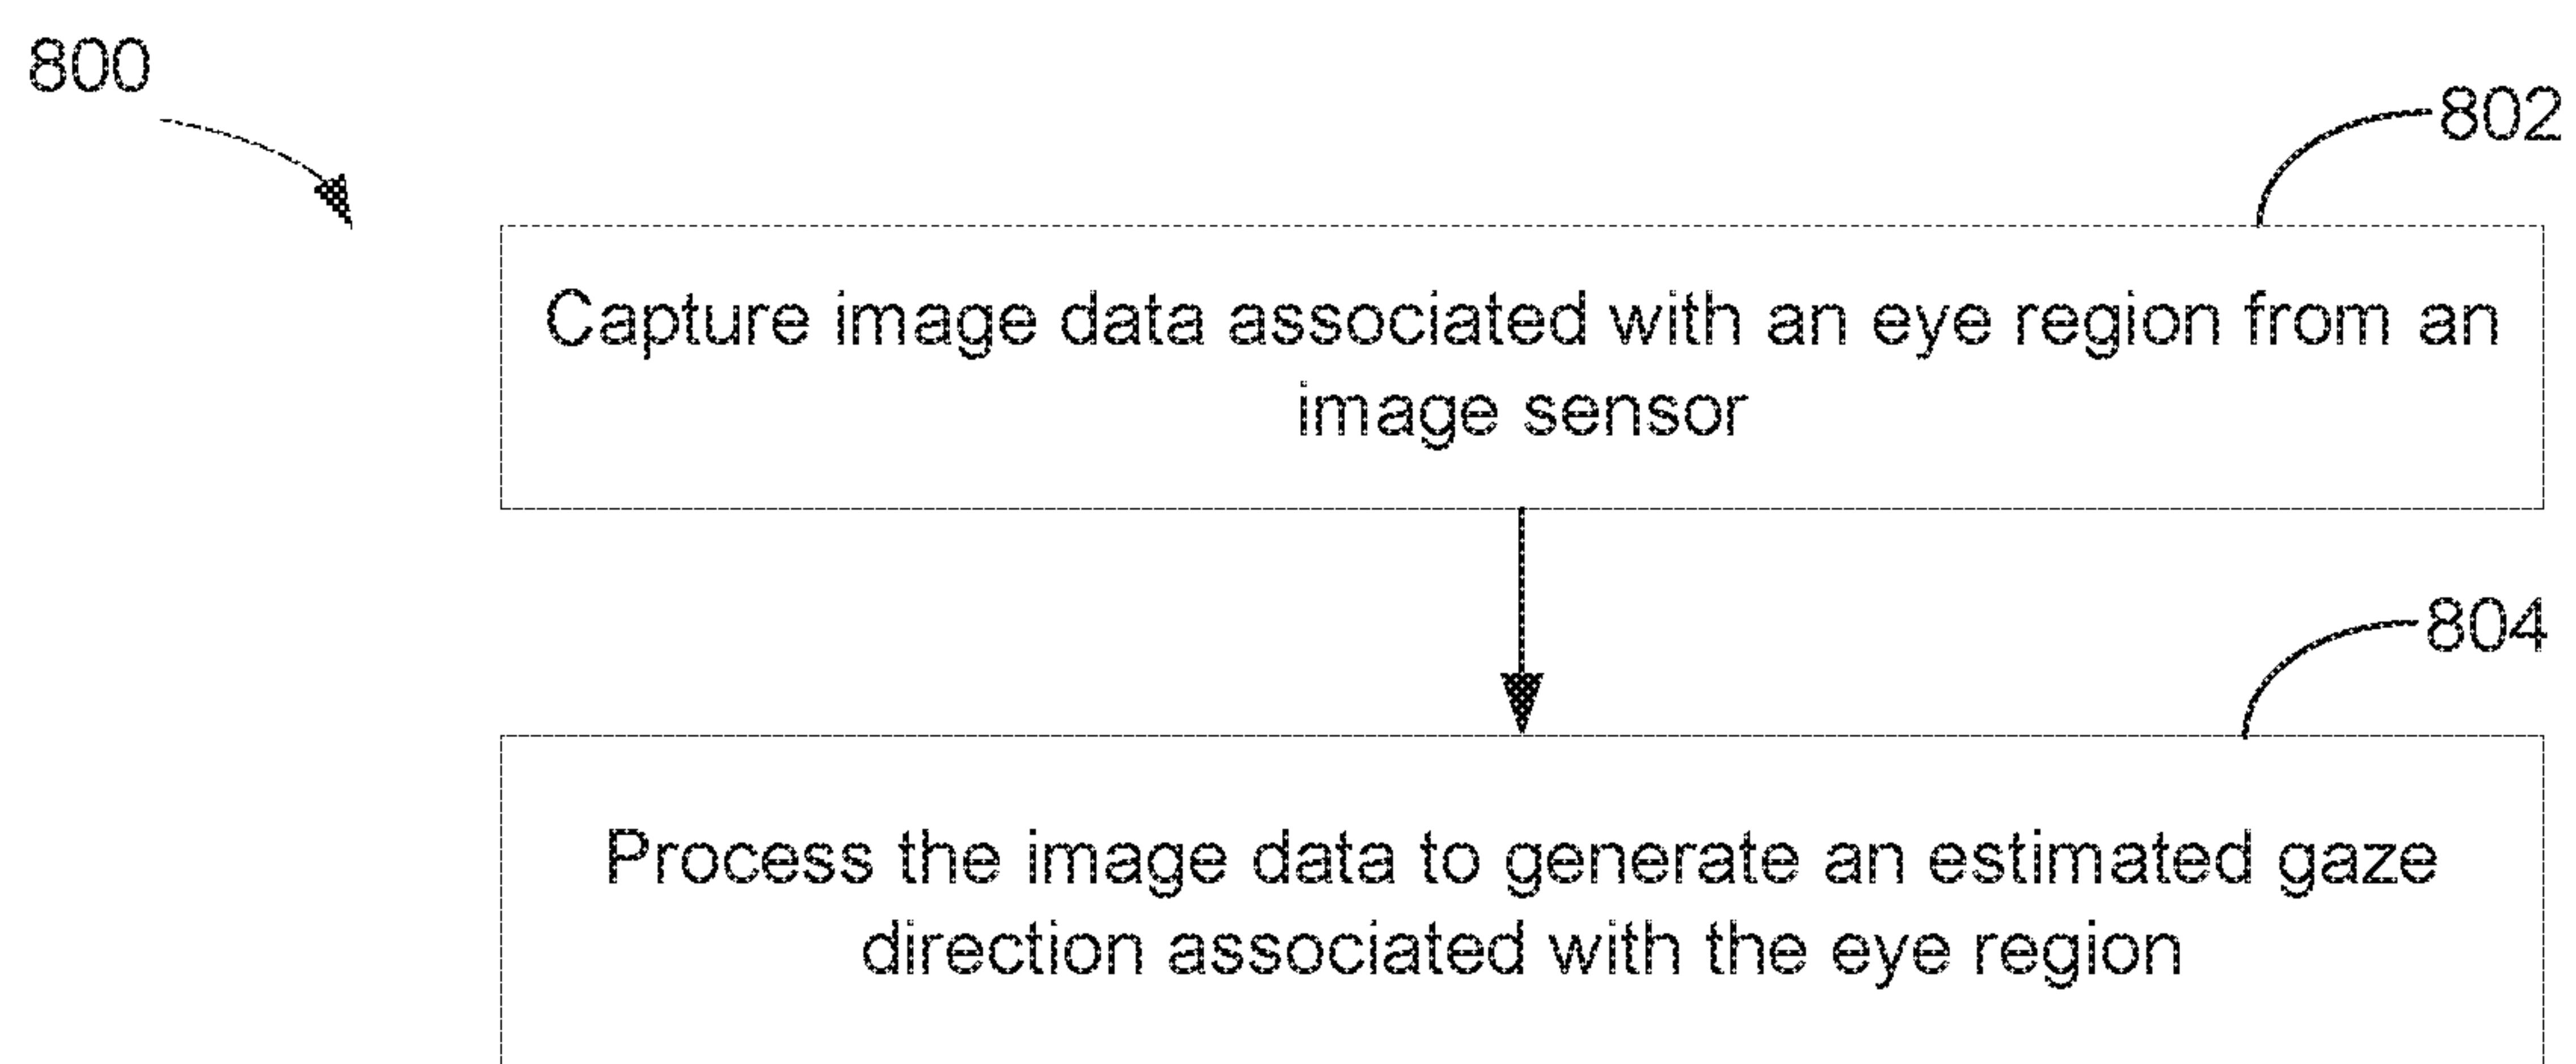 800
802
Capture image data associated with an eye region from an
image sensor
804
Process the image data to generate an estimated gaze
direction associated with the eye region